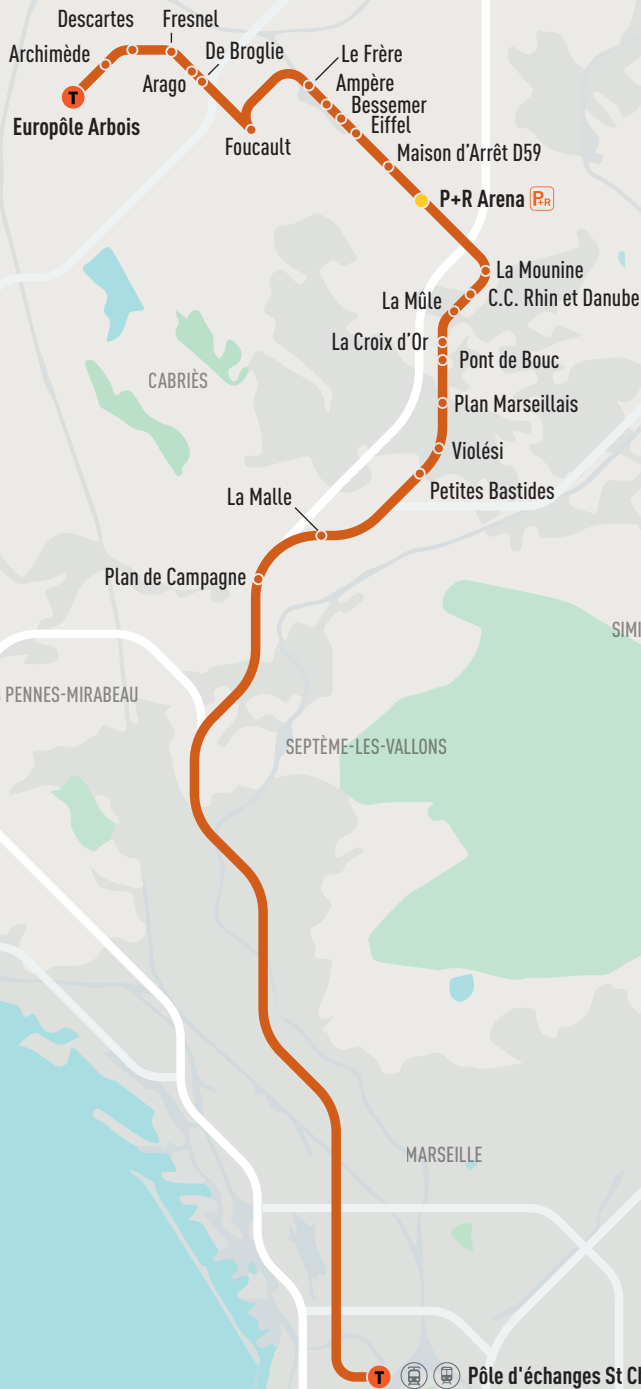 Descartes
Fresnel
Archimède
De Broglie
Arago
T
Europôle Arbois
Foucault
Le Frère
Ampère
Bessemer
Eiffel
Maison d'Arrêt D59
P+R Arena P+R
La Mounine
C.C. Rhin et Danube
La Mûle
La Croix d'Or
Pont de Bouc
CABRIÈS
Plan Marseillais
Violési
Petites Bastides
La Malle
Plan de Campagne
SIMI
PENNES-MIRABEAU
SEPTÈME-LES-VALLONS
MARSEILLE
T Pôle d'échanges St